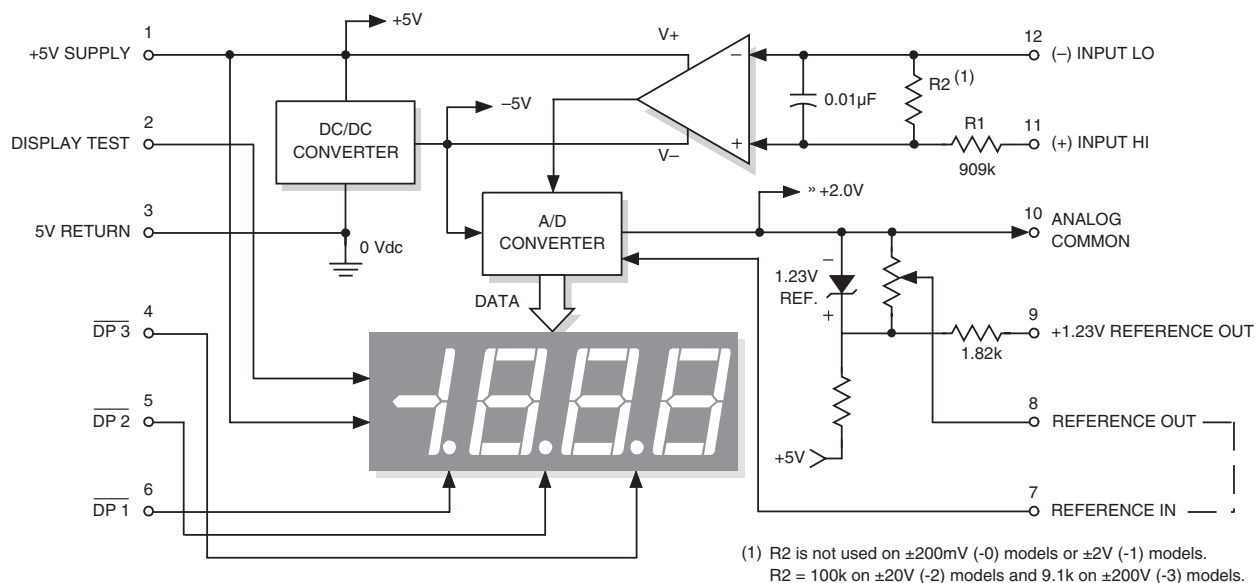 +5V SUPPLY
1
DISPLAY TEST
2
5V RETURN
3
DP 3
4
DP 2
5
DP 1
6
+5V
DC/DC
CONVERTER
0 Vdc
–5V
V+
V–
–
+
A/D
CONVERTER
DATA
-1.8.8.8
0.01µF
R2 (1)
R1
909k
12
(–) INPUT LO
11
(+) INPUT HI
» +2.0V
10
ANALOG
COMMON
–
1.23V
REF.
+
1.82k
9
+1.23V REFERENCE OUT
8
REFERENCE OUT
+5V
7
REFERENCE IN
(1) R2 is not used on ±200mV (-0) models or ±2V (-1) models.
R2 = 100k on ±20V (-2) models and 9.1k on ±200V (-3) models.